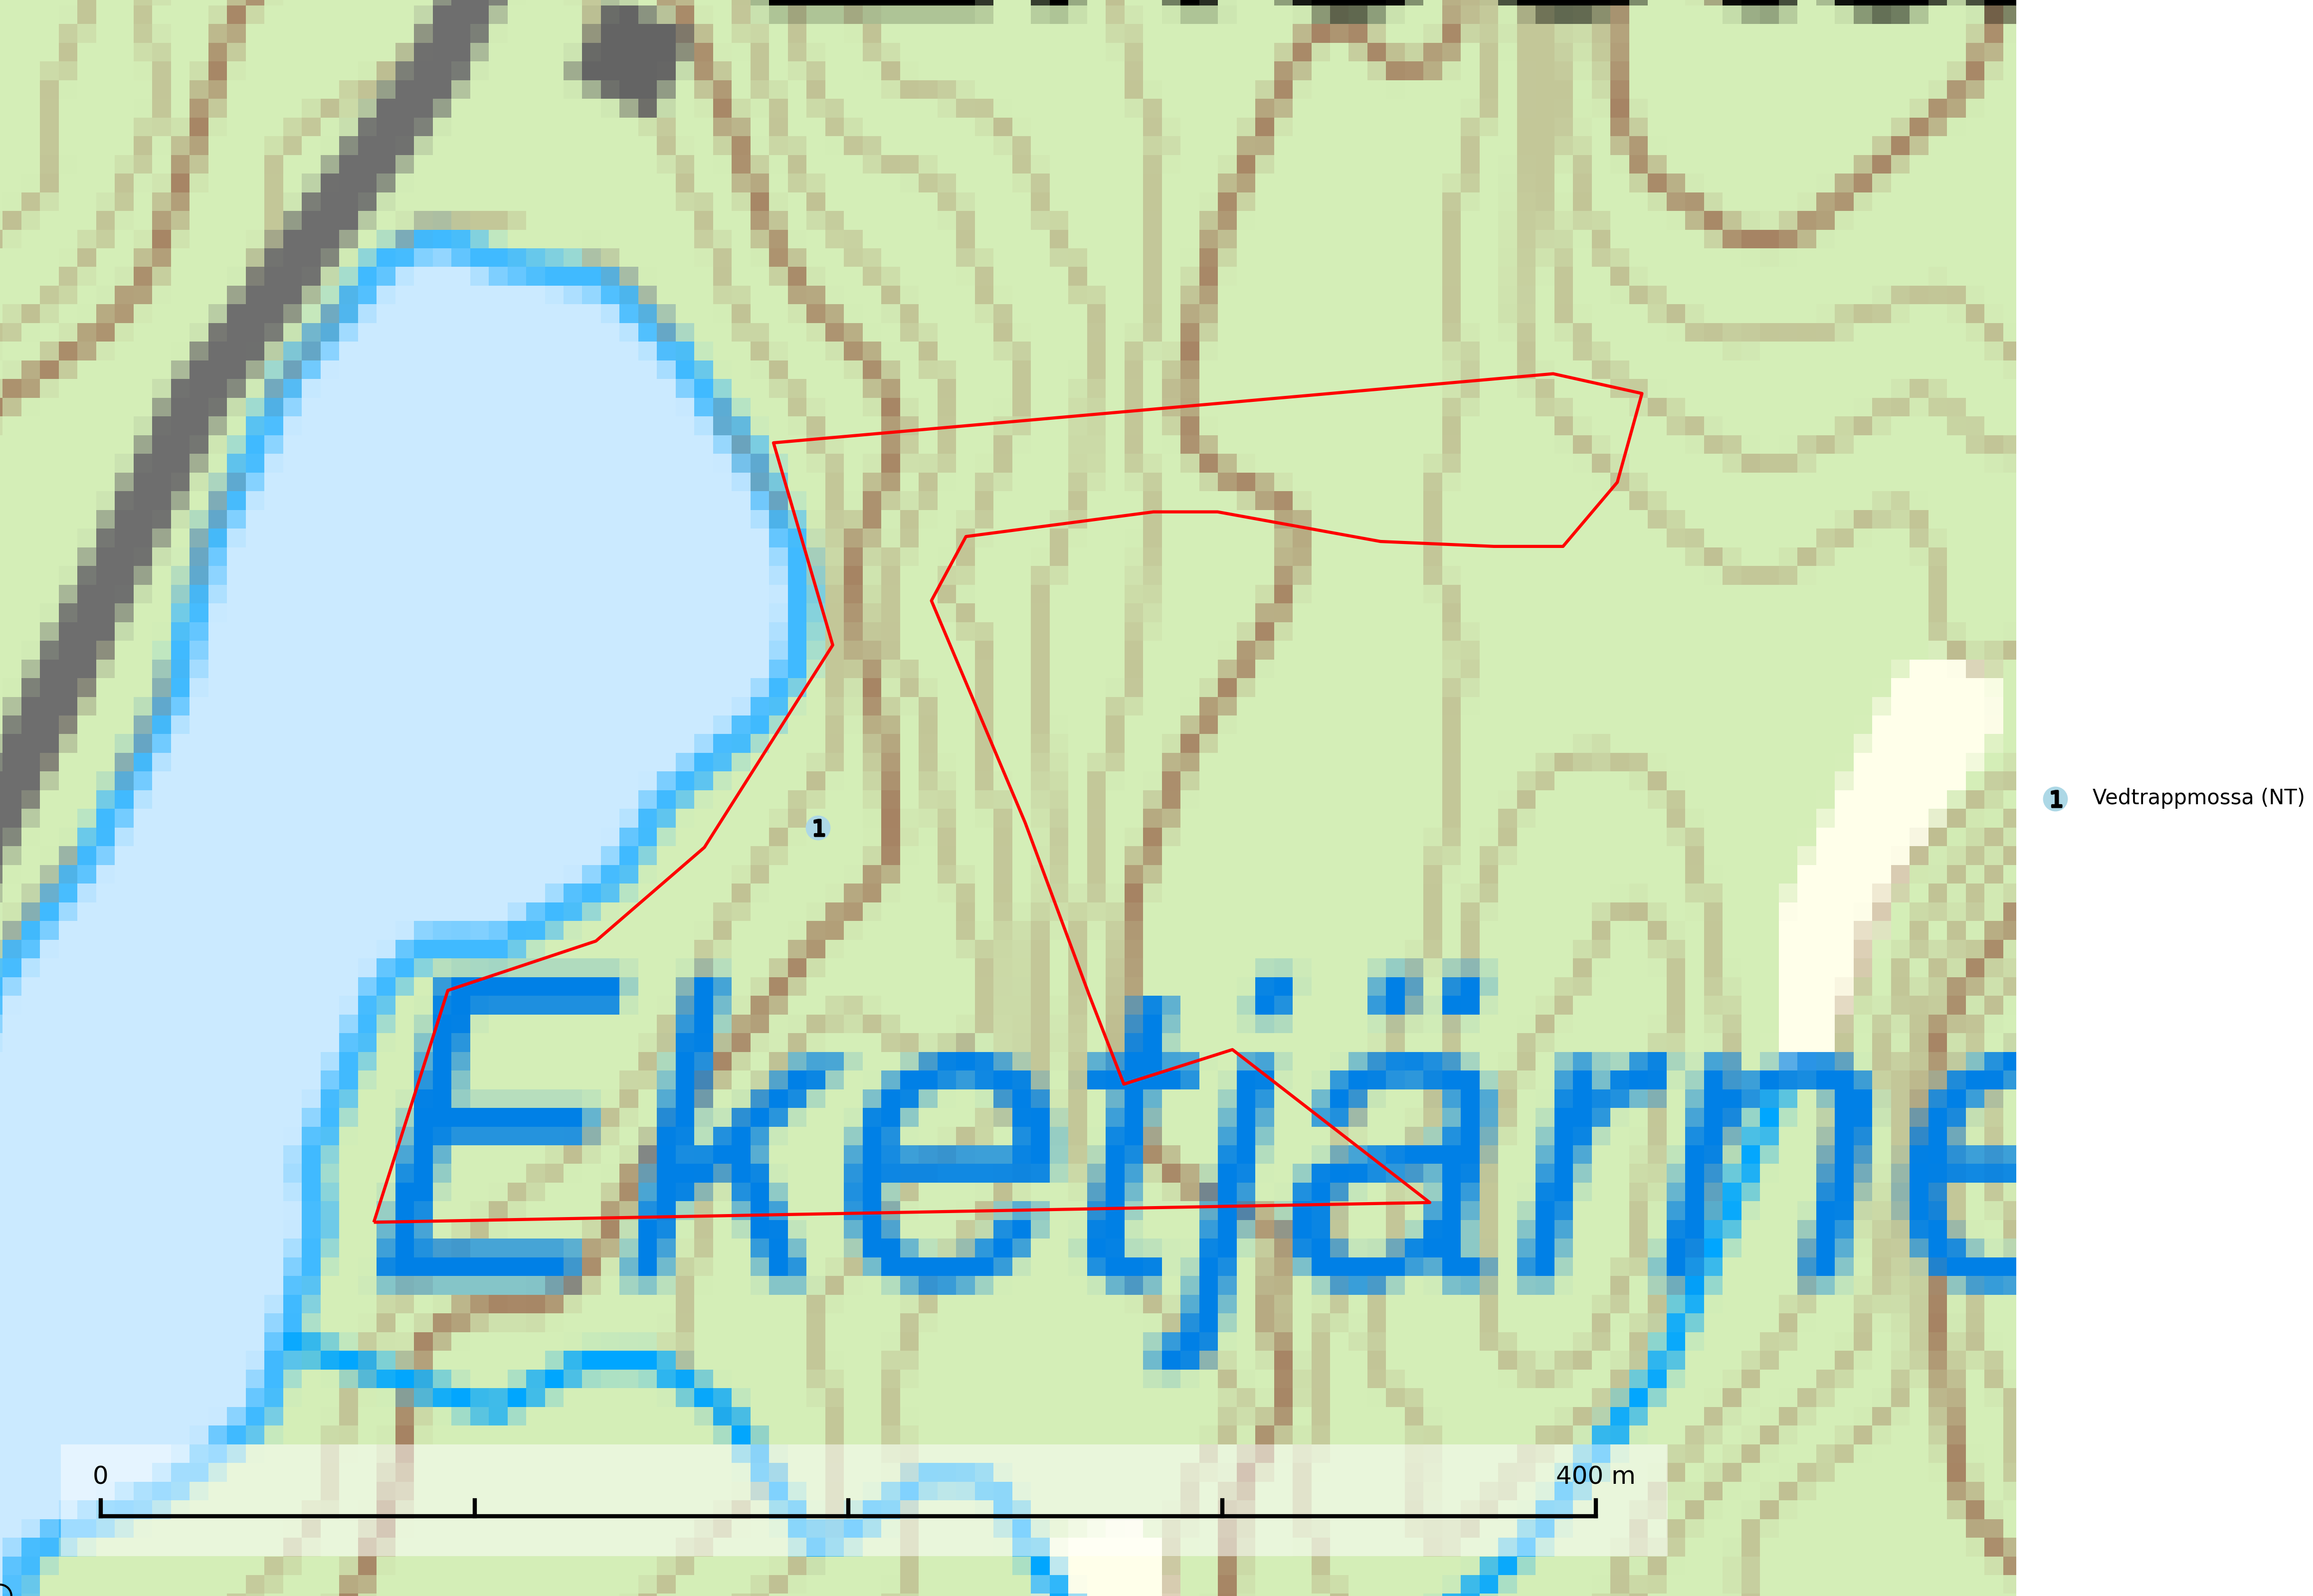 1
1 Vedtrappmossa (NT)
Eketjärne
0 400 m